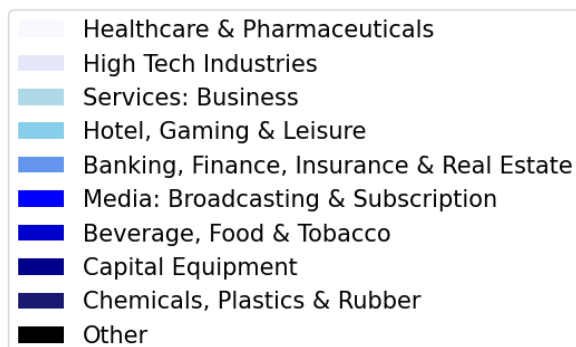 Healthcare & Pharmaceuticals
High Tech Industries
Services: Business
Hotel, Gaming & Leisure
Banking, Finance, Insurance & Real Estate
Media: Broadcasting & Subscription
Beverage, Food & Tobacco
Capital Equipment
Chemicals, Plastics & Rubber
Other